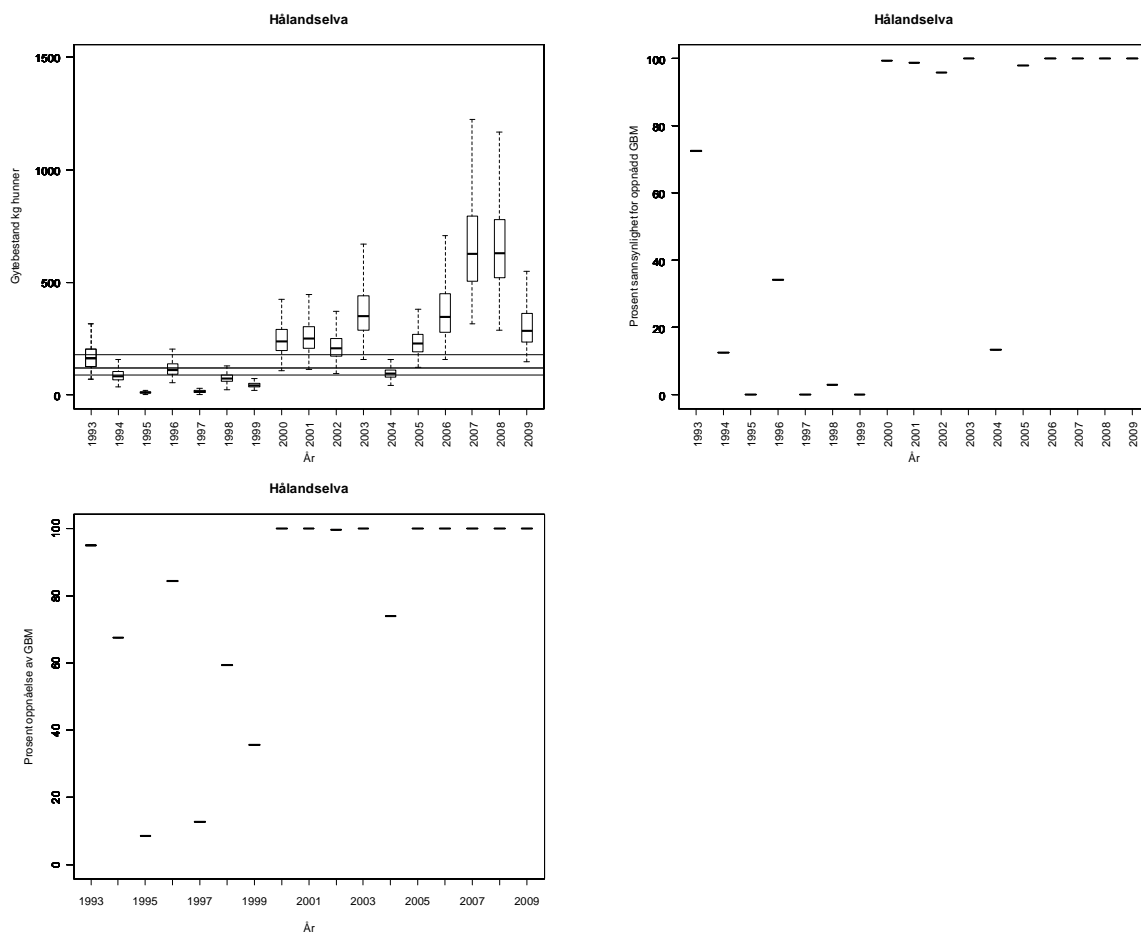 Hålandselva
Gytebestand kg hunner
1500
1000
500
0
1993 1994 1995 1996 1997 1998 1999 2000 2001 2002 2003 2004 2005 2006 2007 2008 2009
År
Hålandselva
Prosent sannsynlighet for oppnådd GBM
100
80
60
40
20
0
1993 1994 1995 1996 1997 1998 1999 2000 2001 2002 2003 2004 2005 2006 2007 2008 2009
År
Hålandselva
Prosent oppnåelse av GBM
100
80
60
40
20
0
1993 1995 1997 1999 2001 2003 2005 2007 2009
År